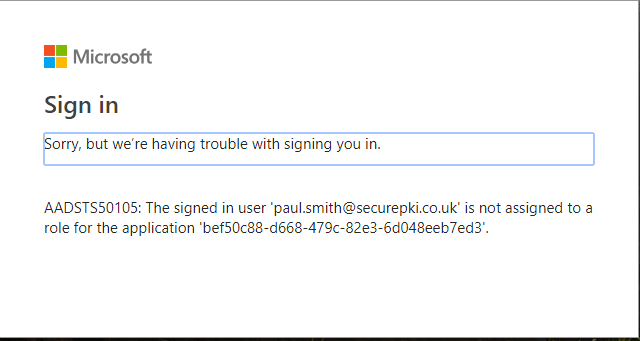 Microsoft
Sign in
Sorry, but we're having trouble with signing you in.
AADSTS50105: The signed in user 'paul.smith@securepki.co.uk' is not assigned to a
role for the application 'bef50c88-d668-479c-82e3-6d048eeb7ed3'.